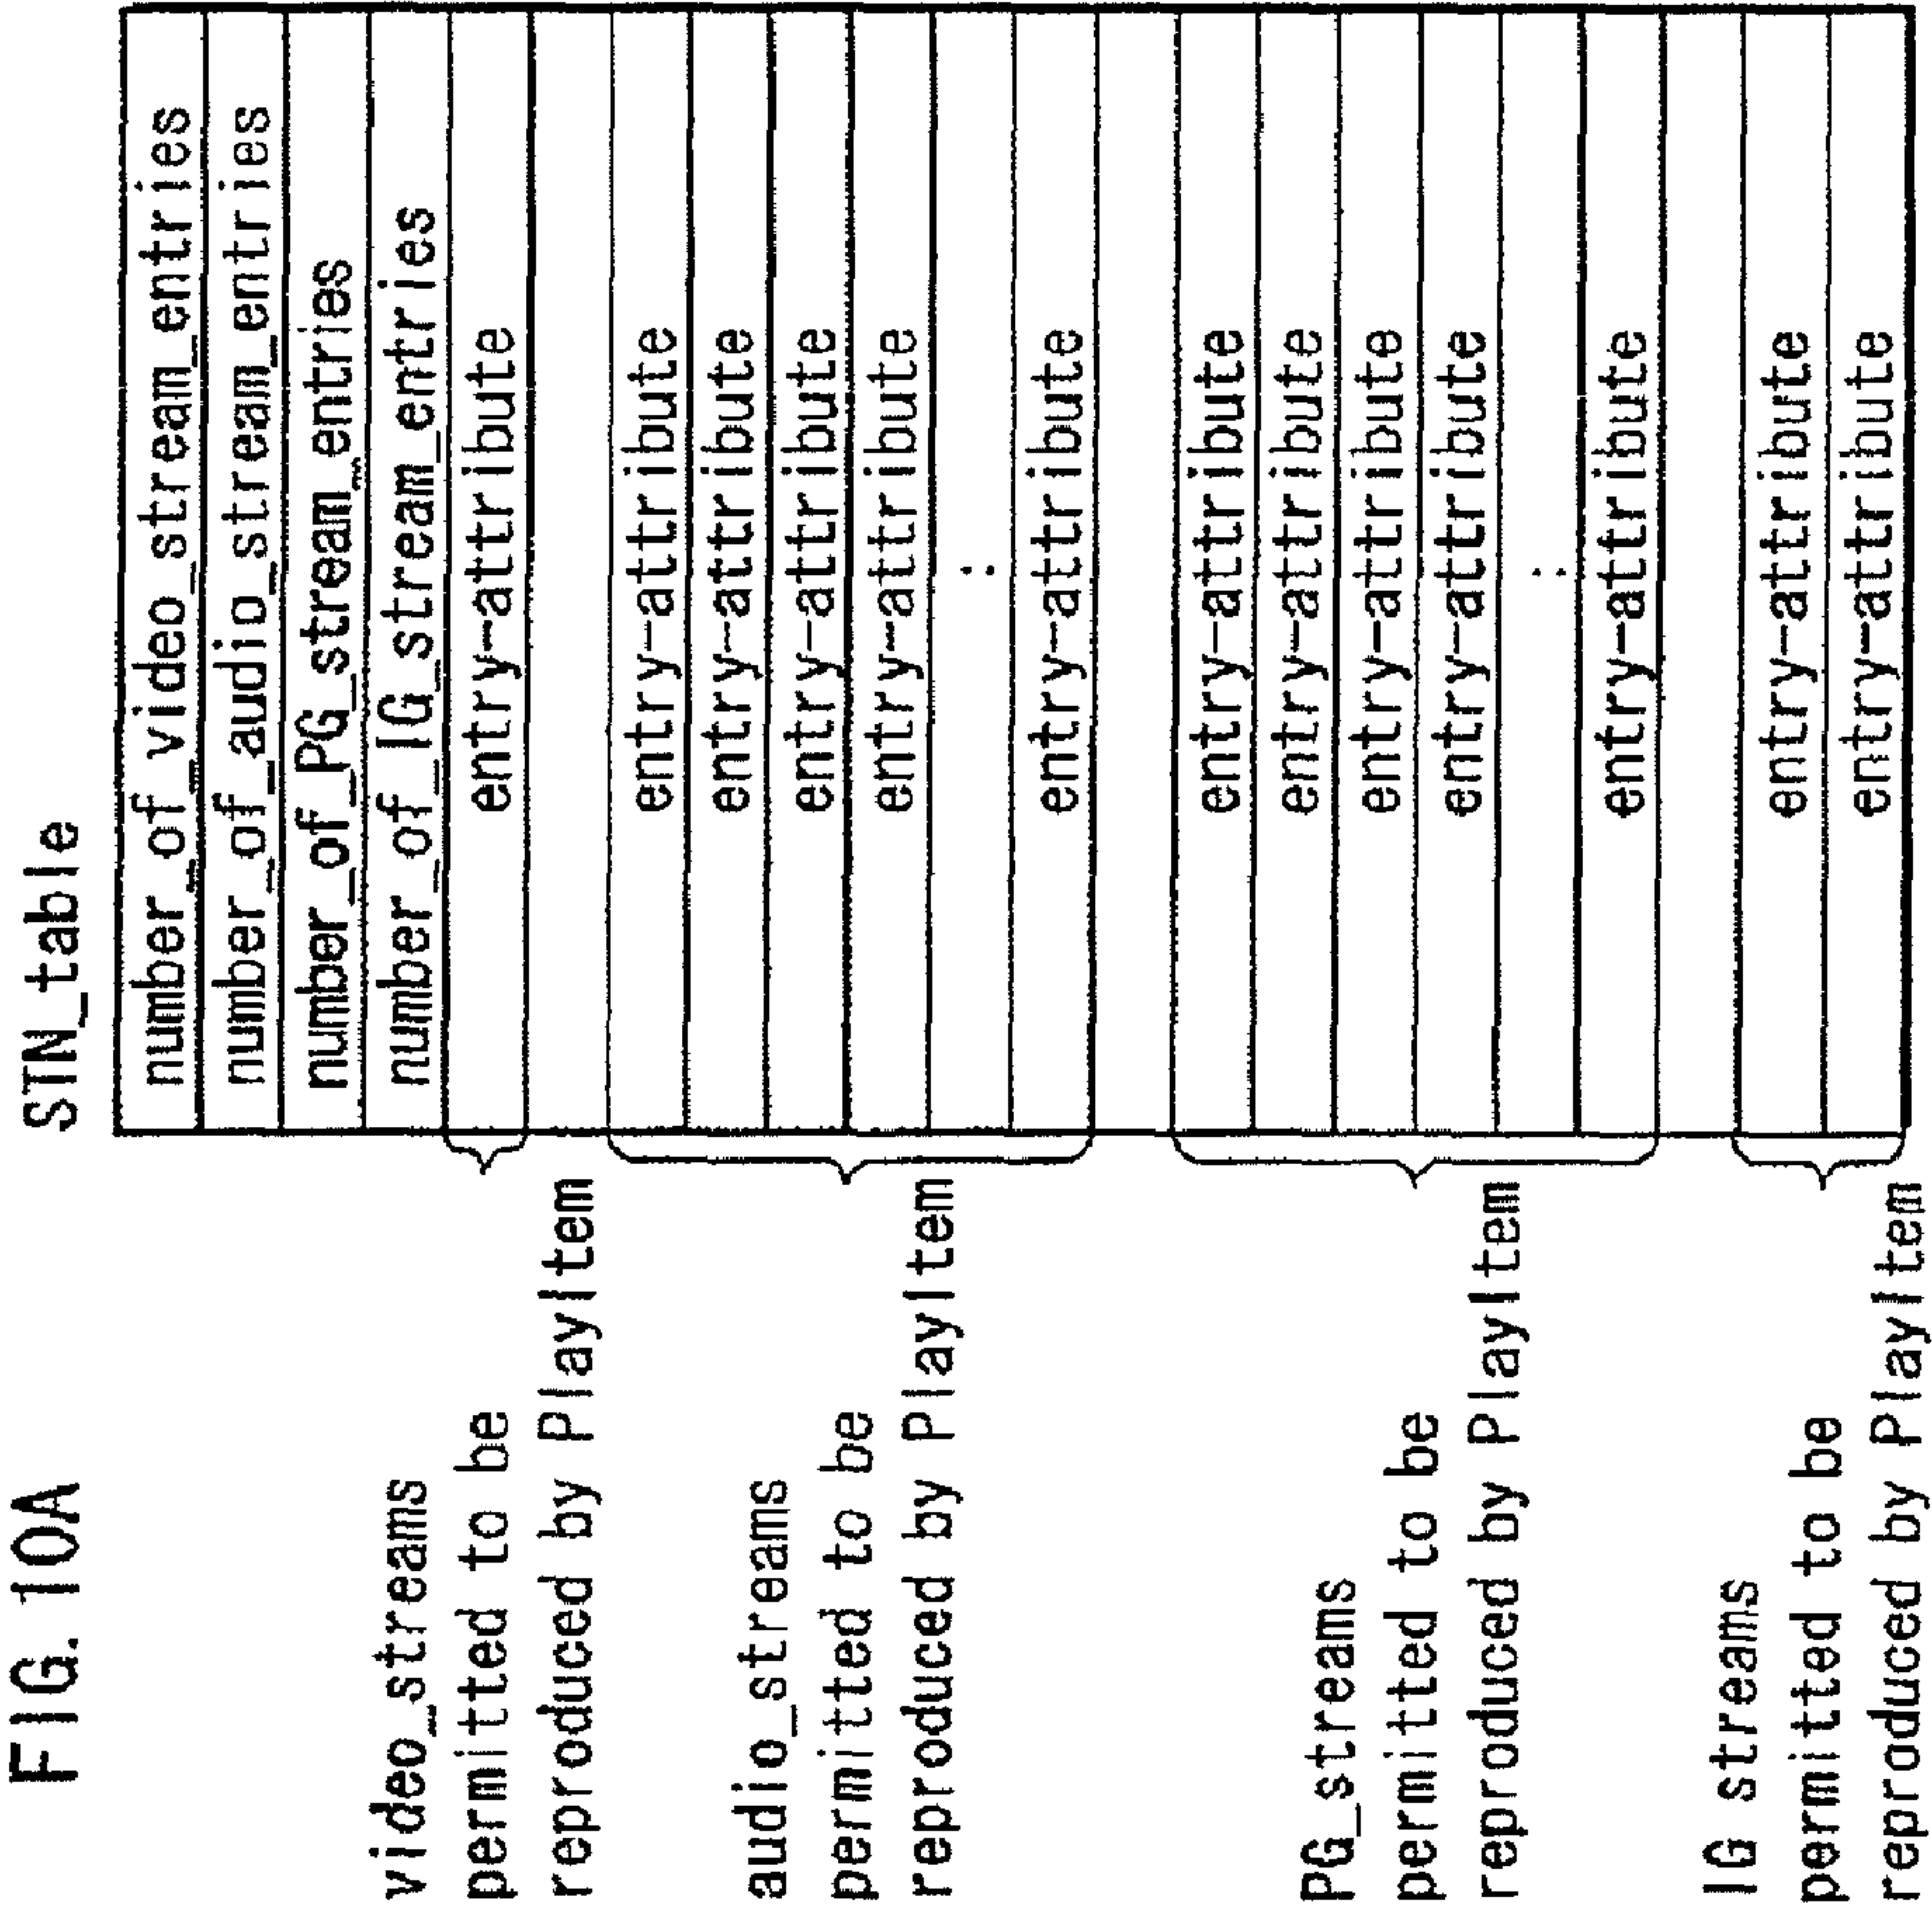 FIG. 10A
STN_table
number_of_video_stream_entries
number_of_audio_stream_entries
number_of_PG_stream_entries
number_of_IG_stream_entries
video_streams
permitted to be
reproduced by PlayItem
entry-attribute
audio_streams
permitted to be
reproduced by PlayItem
entry-attribute
entry-attribute
entry-attribute
entry-attribute
:
entry-attribute
PG_streams
permitted to be
reproduced by PlayItem
entry-attribute
entry-attribute
entry-attribute
entry-attribute
:
entry-attribute
IG streams
permitted to be
reproduced by PlayItem
entry-attribute
entry-attribute